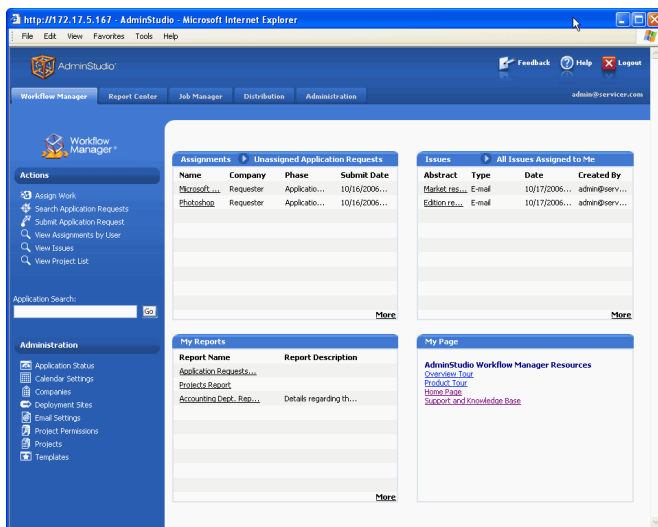 http://172.17.5.167 - AdminStudio - Microsoft Internet Explorer
File Edit View Favorites Tools Help
AdminStudio
Feedback Help Logout
Workflow Manager Report Center Job Manager Distribution Administration
admin@servicer.com
Workflow
Manager
Actions
Assign Work
Search Application Requests
Submit Application Request
View Assignments by User
View Issues
View Project List
Application Search:
Go
Administration
Application Status
Calendar Settings
Companies
Deployment Sites
Email Settings
Project Permissions
Projects
Templates
Assignments Unassigned Application Requests
Name Company Phase Submit Date
Microsoft ... Requester Applicatio... 10/16/2006...
Photoshop Requester Applicatio... 10/16/2006...
More
Issues All Issues Assigned to Me
Abstract Type Date Created By
Market res... E-mail 10/17/2006... admin@serv...
Edition re... E-mail 10/17/2006... admin@serv...
More
My Reports
Report Name Report Description
Application Requests...
Projects Report
Accounting Dept. Rep... Details regarding th...
More
My Page
AdminStudio Workflow Manager Resources
Overview Tour
Product Tour
Home Page
Support and Knowledge Base